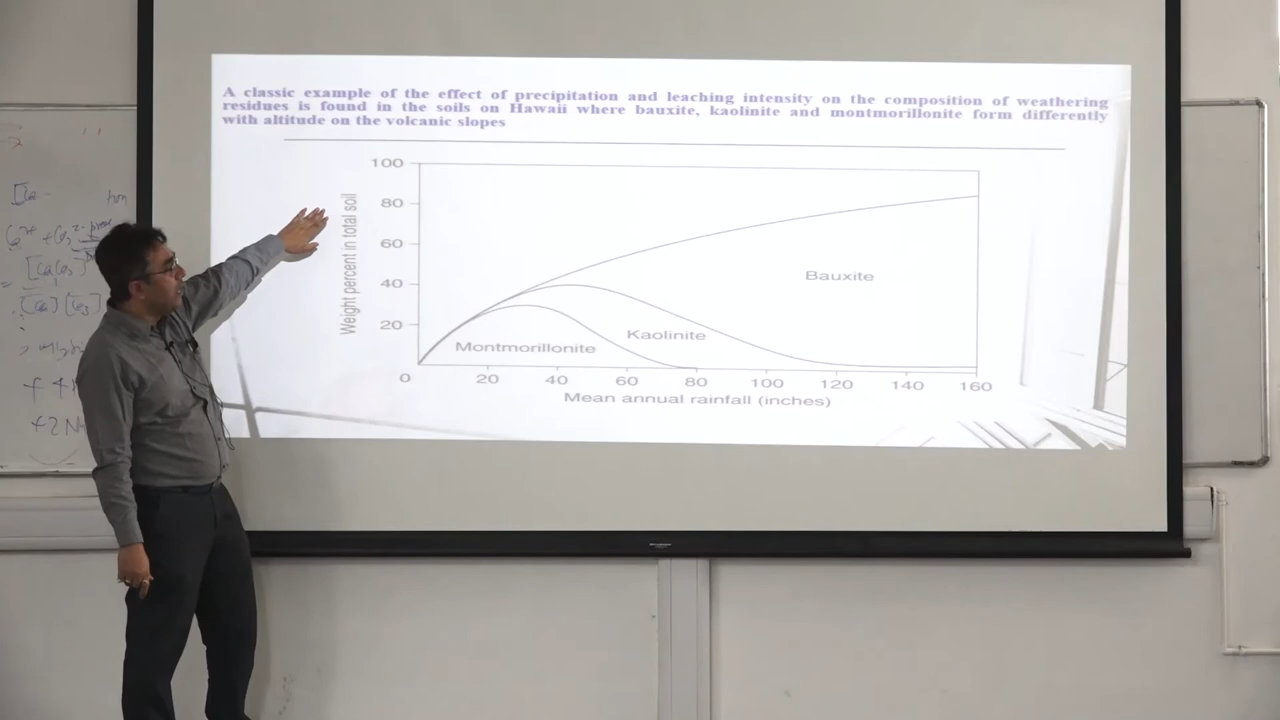 A classic example of the effect of precipitation and leaching intensity on the composition of weathering
residues is found in the soils on Hawaii where bauxite, kaolinite and montmorillonite form differently
with altitude on the volcanic slopes
Weight percent in total soil
100
80
60
40
20
Bauxite
Kaolinite
Montmorillonite
0 20 40 60 80 100 120 140 160
Mean annual rainfall (inches)